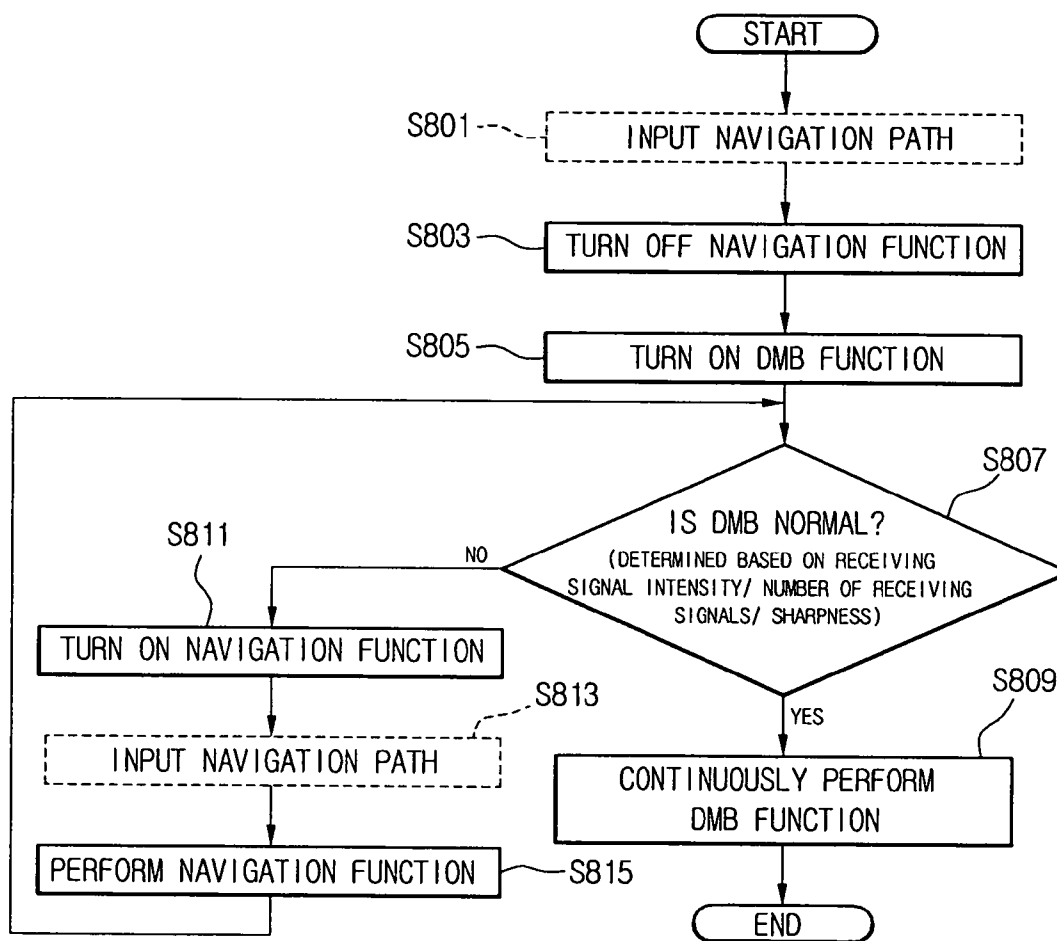 START
S801
INPUT NAVIGATION PATH
S803
TURN OFF NAVIGATION FUNCTION
S805
TURN ON DMB FUNCTION
S807
IS DMB NORMAL?
(DETERMINED BASED ON RECEIVING
SIGNAL INTENSITY/ NUMBER OF RECEIVING
SIGNALS/ SHARPNESS)
NO
YES
S811
TURN ON NAVIGATION FUNCTION
S813
INPUT NAVIGATION PATH
PERFORM NAVIGATION FUNCTION
S815
S809
CONTINUOUSLY PERFORM
DMB FUNCTION
END